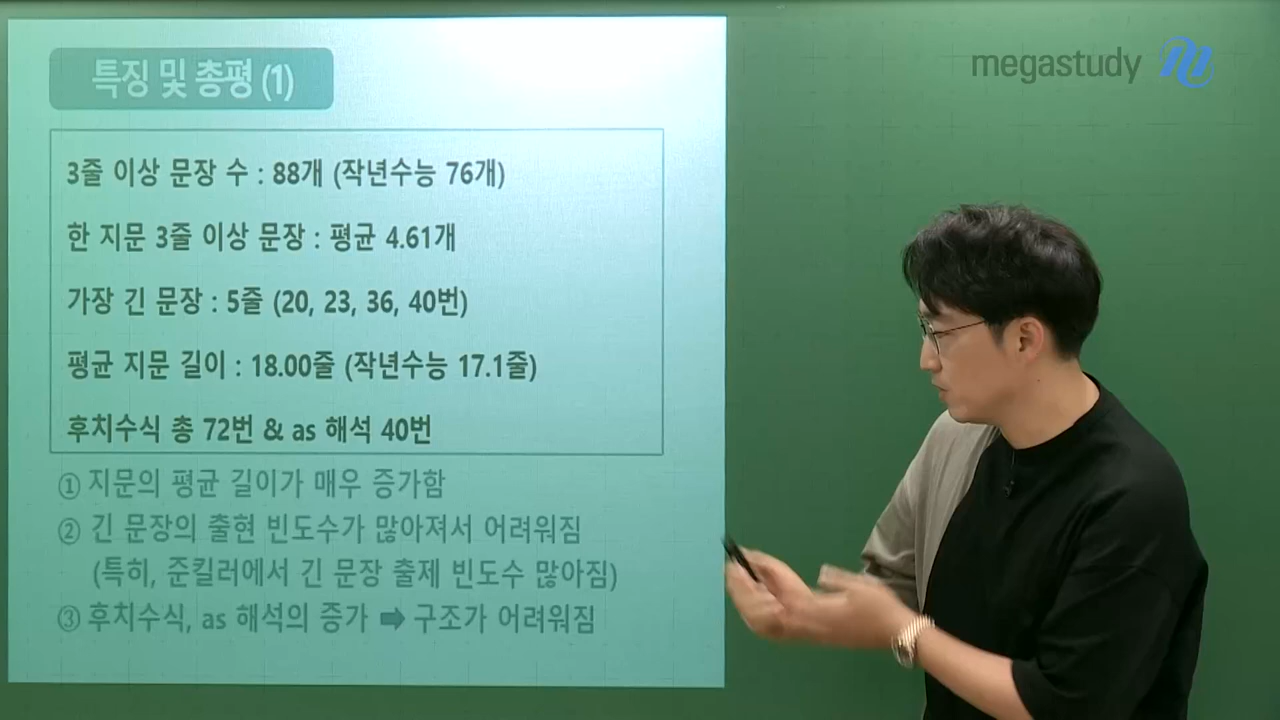 특징 및 총평 (1)
megastudy
3줄 이상 문장 수 : 88개 (작년수능 76개)
한 지문 3줄 이상 문장 : 평균 4.61개
가장 긴 문장 : 5줄 (20, 23, 36, 40번)
평균 지문 길이 : 18.00줄 (작년수능 17.1줄)
후치수식 총 72번 & as 해석 40번
① 지문의 평균 길이가 매우 증가함
② 긴 문장의 출현 빈도수가 많아져서 어려워짐
(특히, 준킬러에서 긴 문장 출제 빈도수 많아짐)
③ 후치수식, as 해석의 증가 ➡ 구조가 어려워짐